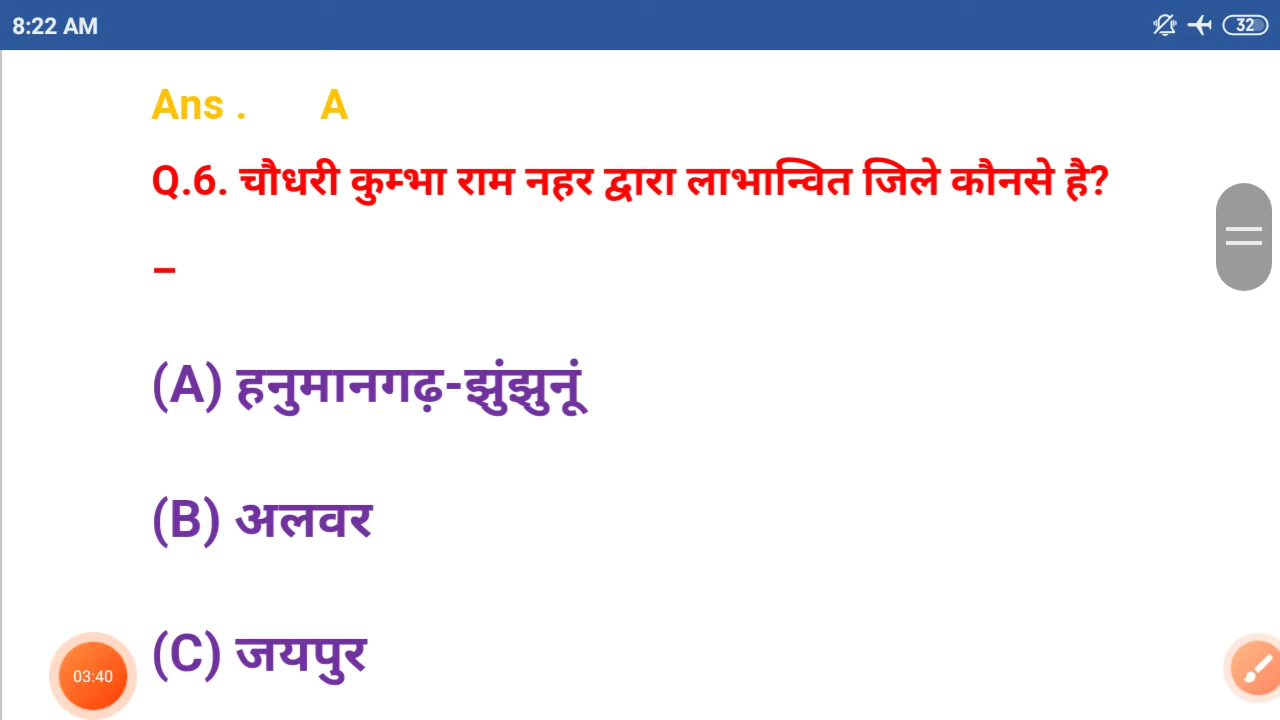 8:22 AM
32
Ans . A
Q.6. चौधरी कुम्भा राम नहर द्वारा लाभान्वित जिले कौनसे है?
–
(A) हनुमानगढ़-झुंझुनूं
(B) अलवर
(C) जयपुर
03:40